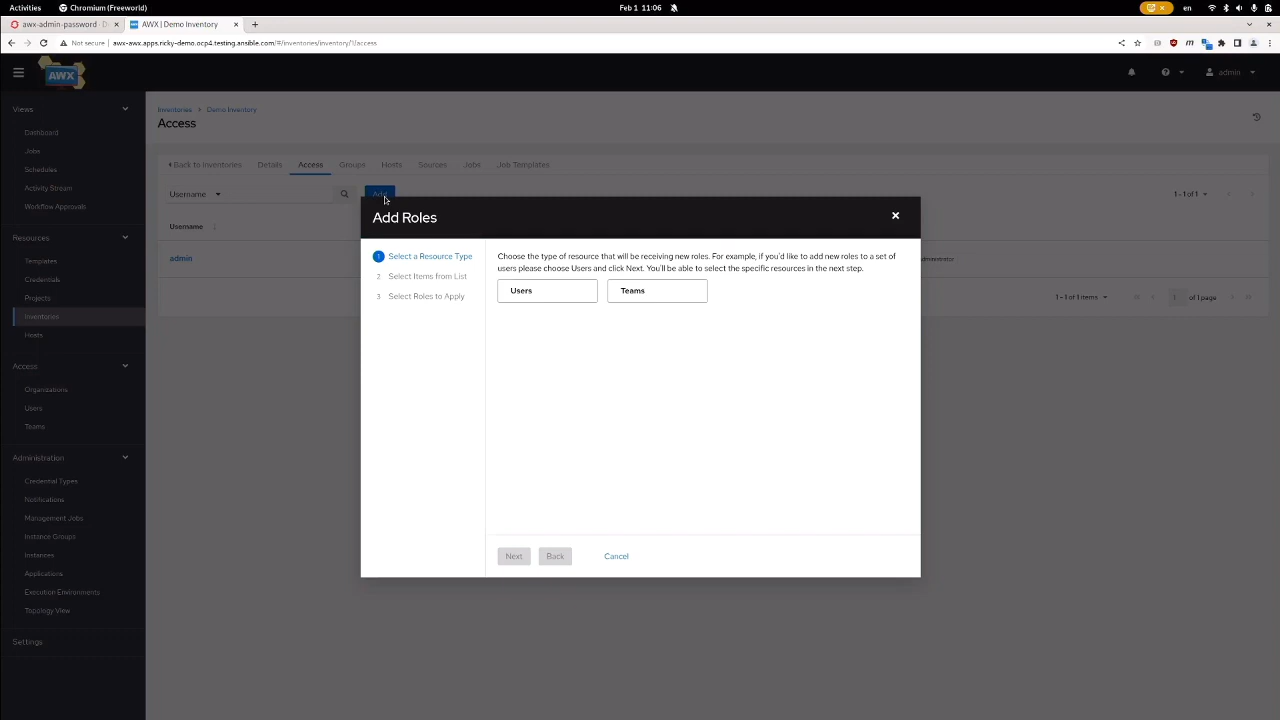 Activities
Chromium (Freeworld)
Feb 1 11:06
en
awx-admin-password · D
AWX | Demo Inventory
Not secure
awx-awx.apps.ricky-demo.ocp4.testing.ansible.com/#/inventories/inventory/1/access
AWX
admin
Views
Dashboard
Jobs
Schedules
Activity Stream
Workflow Approvals
Resources
Templates
Credentials
Projects
Inventories
Hosts
Access
Organizations
Users
Teams
Administration
Credential Types
Notifications
Management Jobs
Instance Groups
Instances
Applications
Execution Environments
Topology View
Settings
Inventories
Demo Inventory
Access
Back to Inventories
Details
Access
Groups
Hosts
Sources
Jobs
Job Templates
Username
Add
1 - 1 of 1
Username
admin
1 - 1 of 1 items
1
of 1 page
Add Roles
1 Select a Resource Type
2 Select Items from List
3 Select Roles to Apply
Choose the type of resource that will be receiving new roles. For example, if you'd like to add new roles to a set of
users please choose Users and click Next. You'll be able to select the specific resources in the next step.
Users
Teams
Next
Back
Cancel